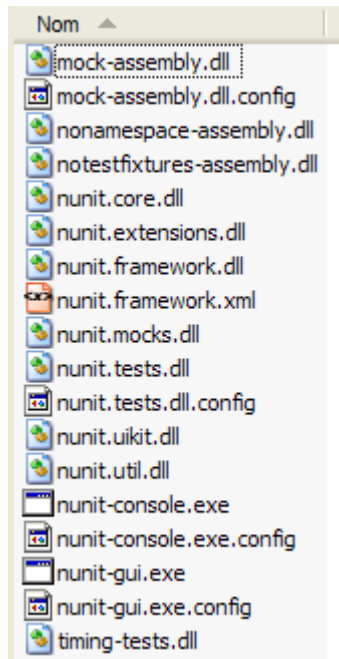 Nom
mock-assembly.dll
mock-assembly.dll.config
nonamespace-assembly.dll
notestfixtures-assembly.dll
nunit.core.dll
nunit.extensions.dll
nunit.framework.dll
nunit.framework.xml
nunit.mocks.dll
nunit.tests.dll
nunit.tests.dll.config
nunit.uikit.dll
nunit.util.dll
nunit-console.exe
nunit-console.exe.config
nunit-gui.exe
nunit-gui.exe.config
timing-tests.dll